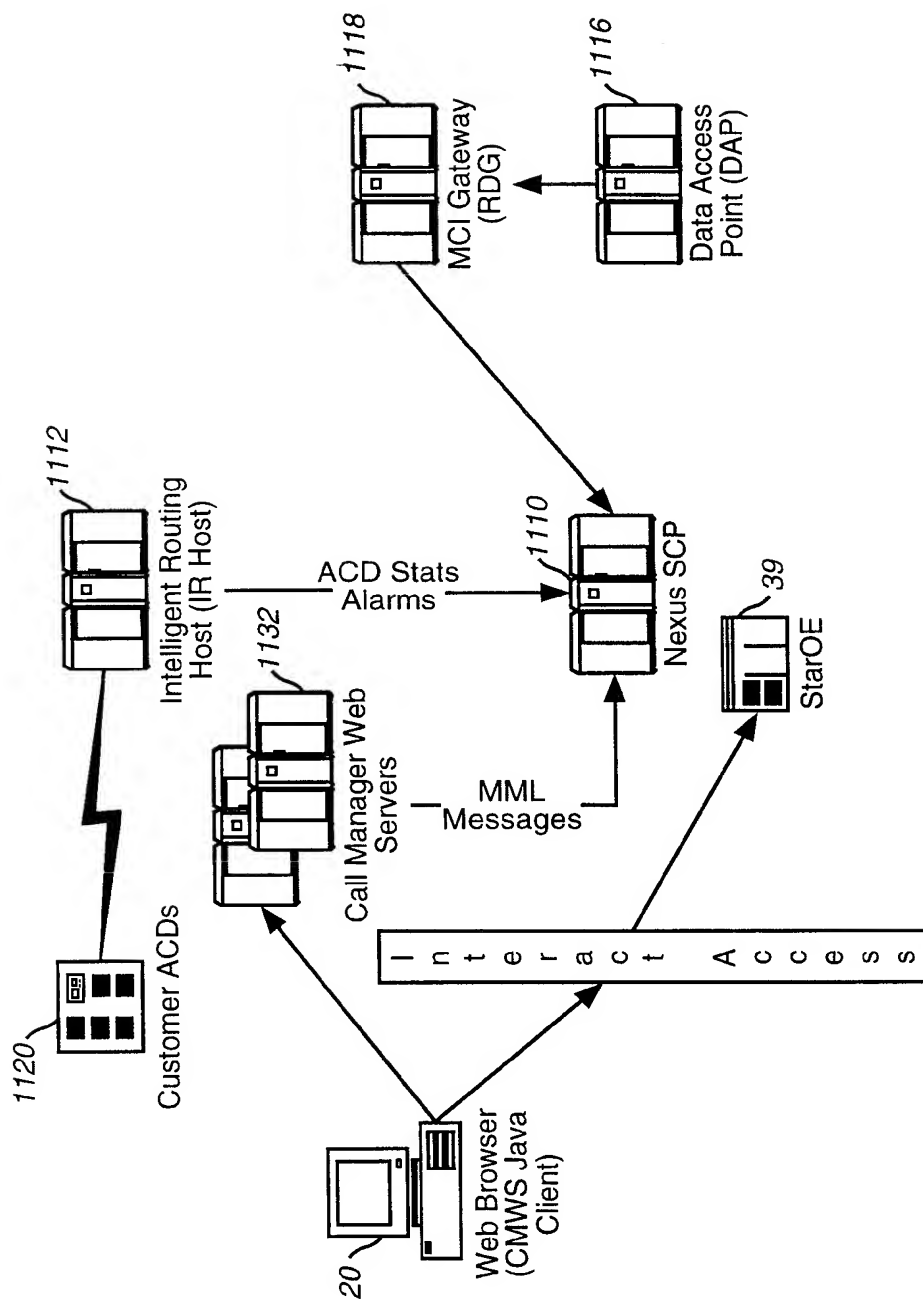 1120
Customer ACDs
1112
Intelligent Routing
Host (IR Host)
1132
Call Manager Web
Servers
ACD Stats
Alarms
MML
Messages
1118
MCI Gateway
(RDG)
1116
Data Access
Point (DAP)
1110
Nexus SCP
39
StarOE
20
Web Browser
(CMWS Java
Client)
Interact Access